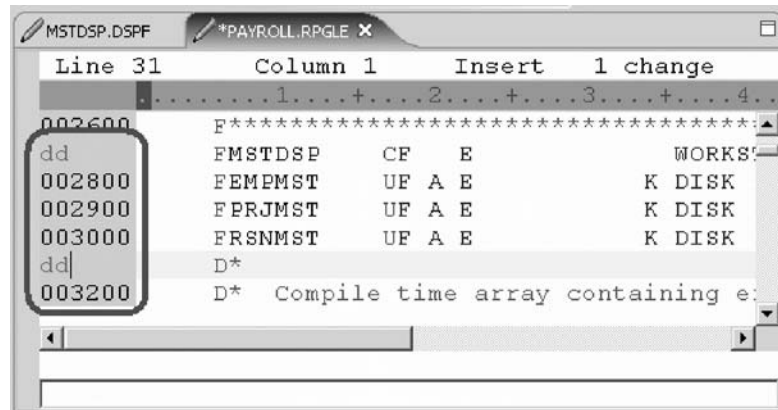 MSTDSP.DSPF *PAYROLL.RPGLE X
Line 31 Column 1 Insert 1 change
.........1....+....2....+....3....+....4..
002600 F***********************************
dd FMSTDSP CF E WORKS
002800 FEMPMST UF A E K DISK
002900 FPRJMST UF A E K DISK
003000 FRSNMST UF A E K DISK
dd D*
003200 D* Compile time array containing e